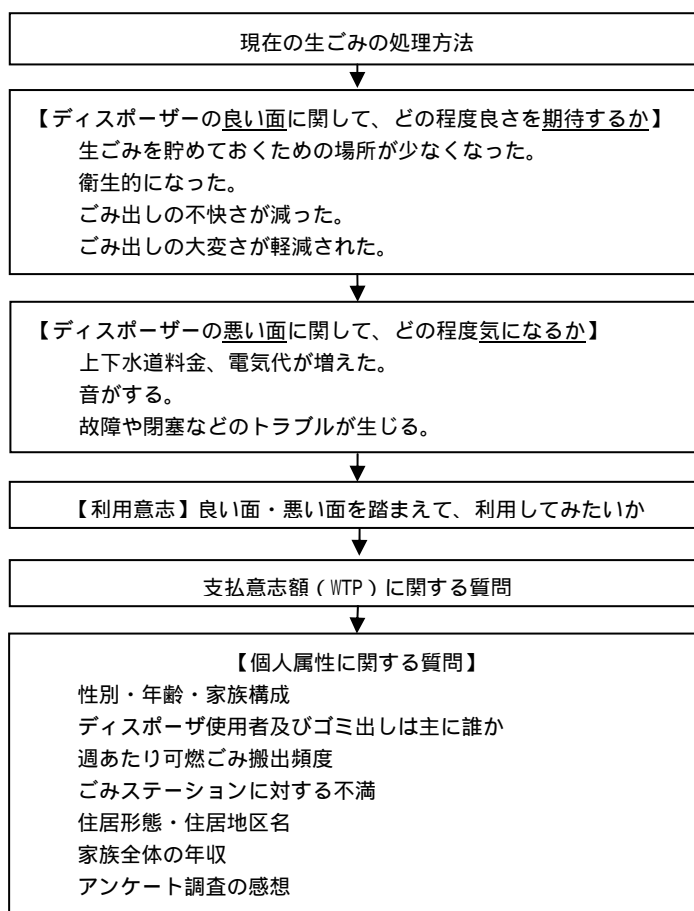 現在の生ごみの処理方法
【ディスポーザーの良い面に関して、どの程度良さを期待するか】
生ごみを貯めておくための場所が少なくなった。
衛生的になった。
ごみ出しの不快さが減った。
ごみ出しの大変さが軽減された。
【ディスポーザーの悪い面に関して、どの程度気になるか】
上下水道料金、電気代が増えた。
音がする。
故障や閉塞などのトラブルが生じる。
【利用意志】良い面・悪い面を踏まえて、利用してみたいか
支払意志額(WTP)に関する質問
【個人属性に関する質問】
性別・年齢・家族構成
ディスポーザ使用者及びゴミ出しは主に誰か
週あたり可燃ごみ搬出頻度
ごみステーションに対する不満
住居形態・住居地区名
家族全体の年収
アンケート調査の感想